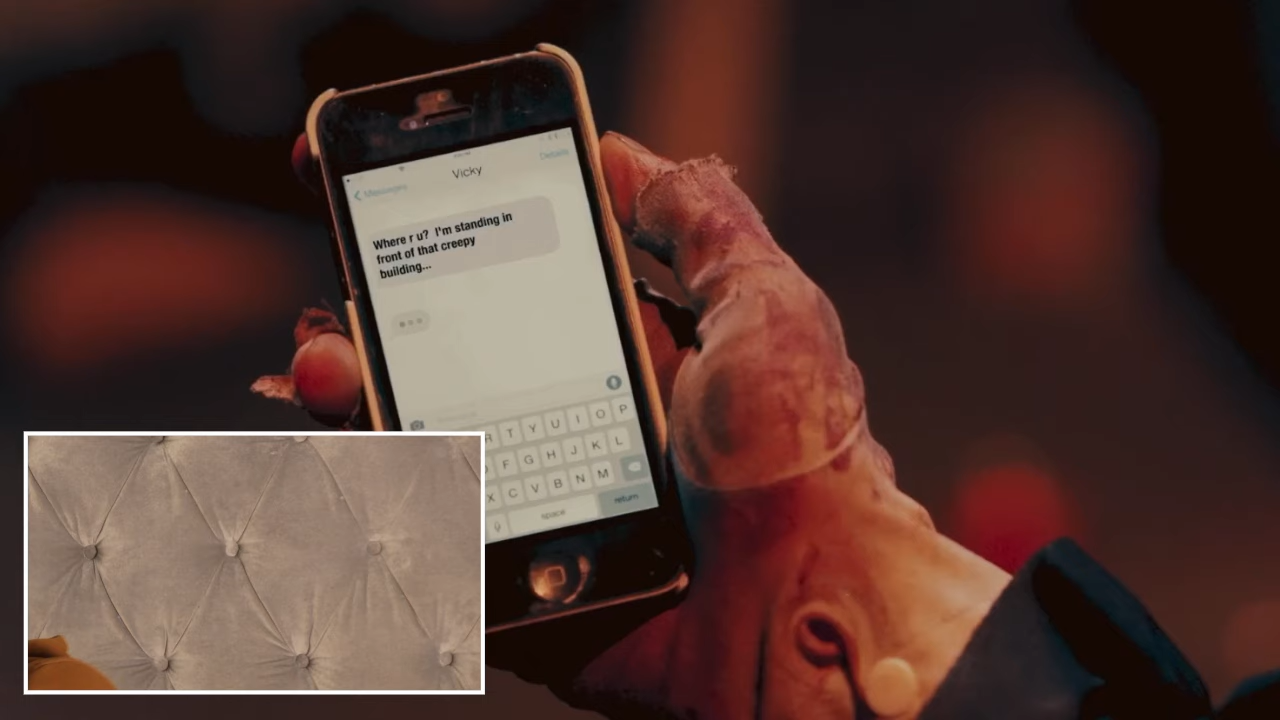 Vicky
Messages
Details
Where r u? I'm standing in
front of that creepy
building...
R T Y U I O P
F G H J K L
X C V B N M
space
return